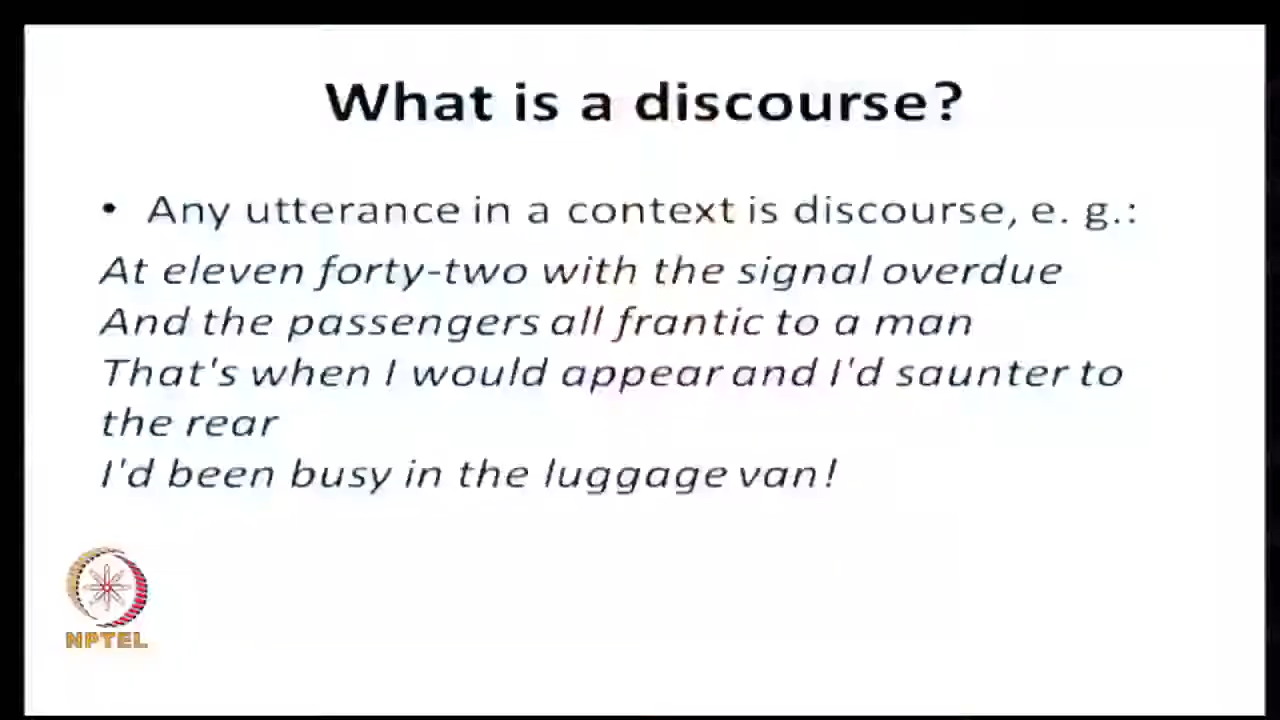 What is a discourse?
• Any utterance in a context is discourse, e. g.:
At eleven forty-two with the signal overdue
And the passengers all frantic to a man
That's when I would appear and I'd saunter to
the rear
I'd been busy in the luggage van!
NPTEL